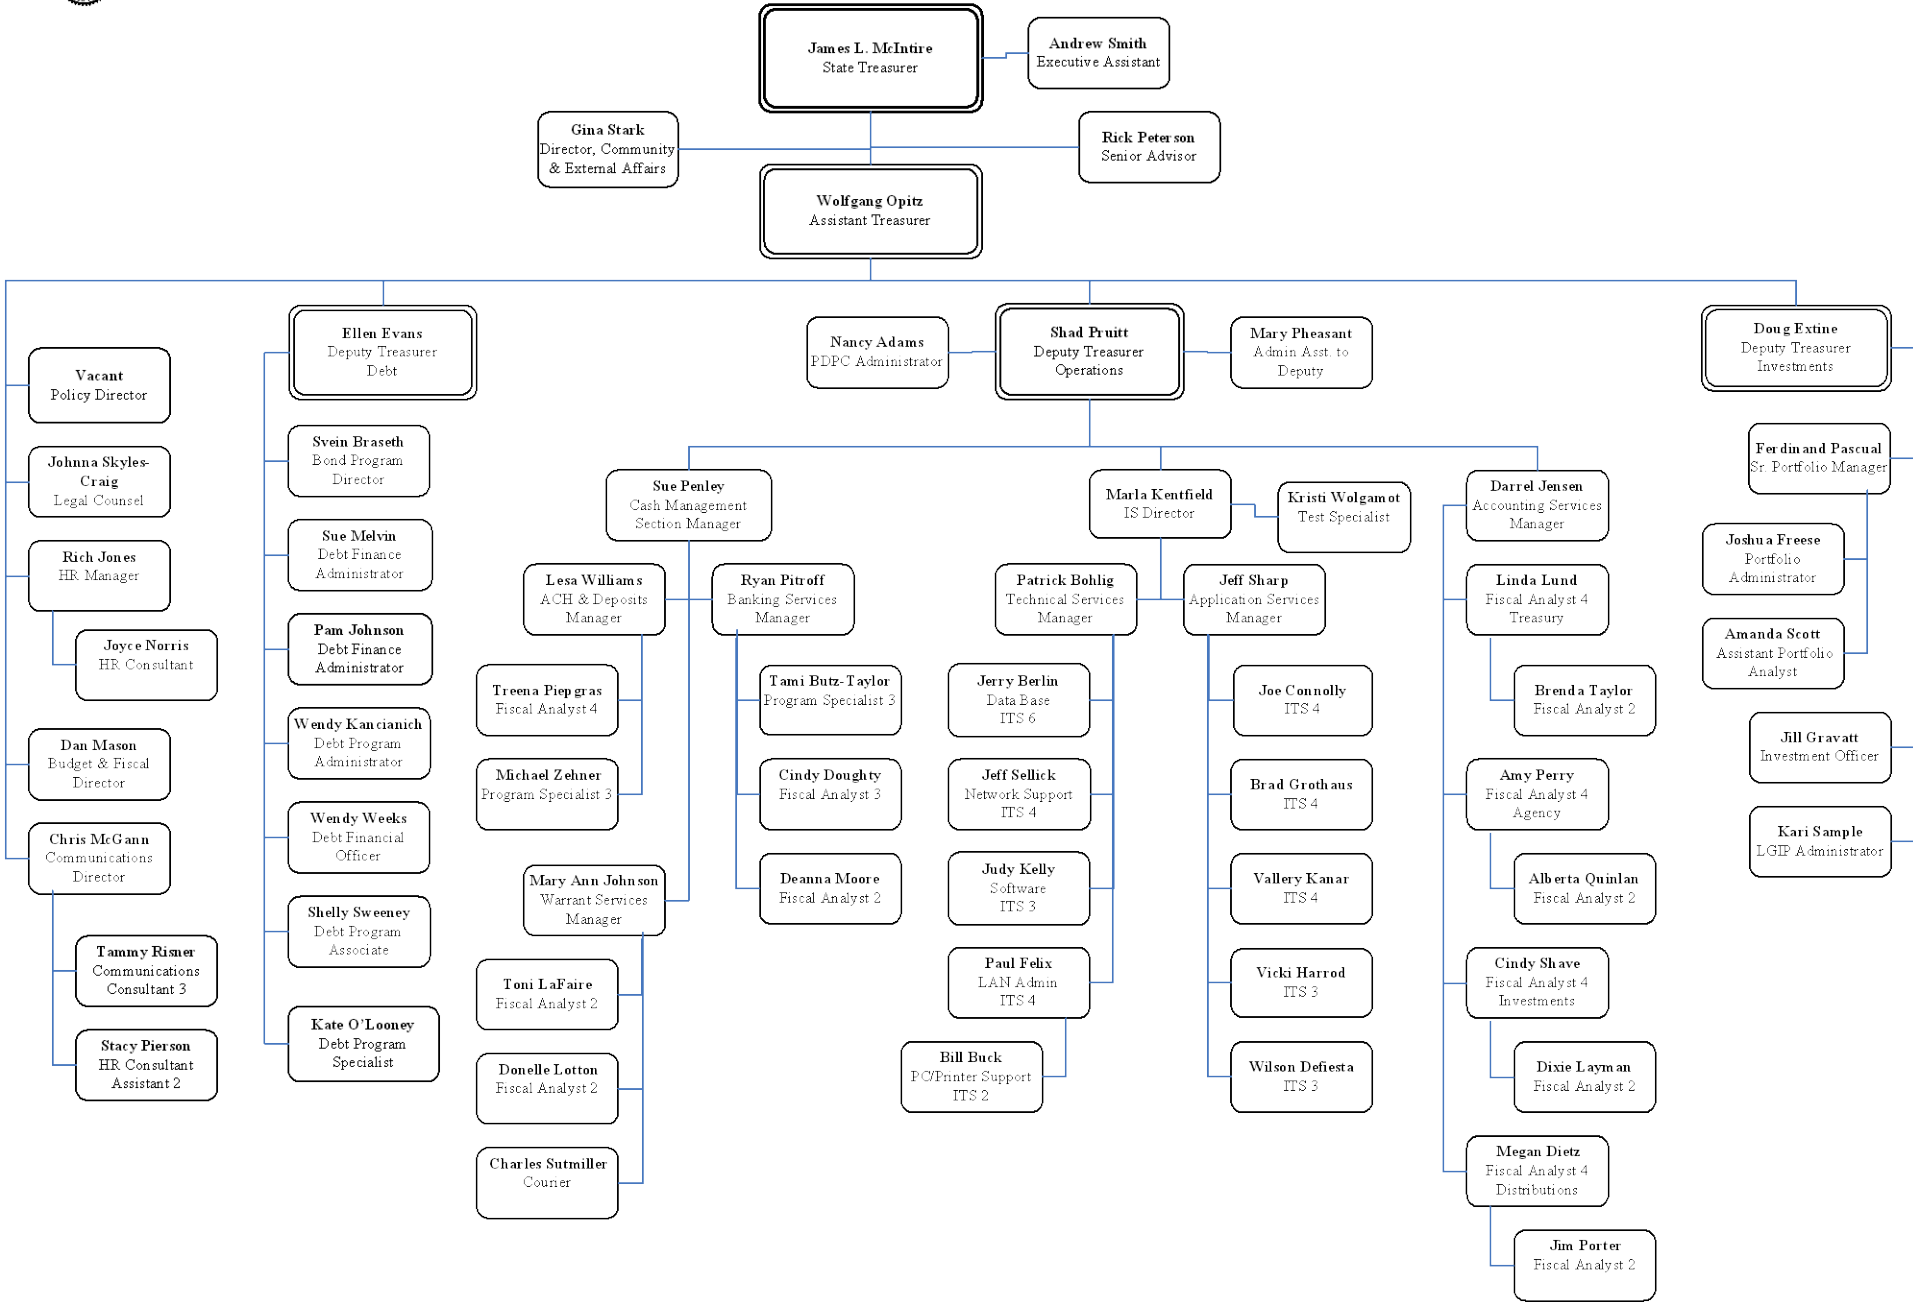 James L. McIntire
State Treasurer
Andrew Smith
Executive Assistant
Gina Stark
Director, Community
& External Affairs
Rick Peterson
Senior Advisor
Wolfgang Opitz
Assistant Treasurer
Vacant
Policy Director
Johnna Skyles-
Craig
Legal Counsel
Rich Jones
HR Manager
Joyce Norris
HR Consultant
Dan Mason
Budget & Fiscal
Director
Chris McGann
Communications
Director
Tammy Risner
Communications
Consultant 3
Stacy Pierson
HR Consultant
Assistant 2
Ellen Evans
Deputy Treasurer
Debt
Svein Braseth
Bond Program
Director
Sue Melvin
Debt Finance
Administrator
Pam Johnson
Debt Finance
Administrator
Wendy Kancianich
Debt Program
Administrator
Wendy Weeks
Debt Financial
Officer
Shelly Sweeney
Debt Program
Associate
Kate O'Looney
Debt Program
Specialist
Nancy Adams
PDPC Administrator
Shad Pruitt
Deputy Treasurer
Operations
Mary Pheasant
Admin Asst. to
Deputy
Sue Penley
Cash Management
Section Manager
Lesa Williams
ACH & Deposits
Manager
Treena Piepgras
Fiscal Analyst 4
Michael Zehner
Program Specialist 3
Ryan Pitroff
Banking Services
Manager
Tami Butz-Taylor
Program Specialist 3
Cindy Doughty
Fiscal Analyst 3
Deanna Moore
Fiscal Analyst 2
Mary Ann Johnson
Warrant Services
Manager
Toni LaFaire
Fiscal Analyst 2
Donelle Lotton
Fiscal Analyst 2
Charles Sutmiller
Courier
Marla Kentfield
IS Director
Kristi Wolgamot
Test Specialist
Patrick Bohlig
Technical Services
Manager
Jerry Berlin
Data Base
ITS 6
Jeff Sellick
Network Support
ITS 4
Judy Kelly
Software
ITS 3
Paul Felix
LAN Admin
ITS 4
Bill Buck
PC/Printer Support
ITS 2
Jeff Sharp
Application Services
Manager
Joe Connolly
ITS 4
Brad Grothaus
ITS 4
Vallery Kanar
ITS 4
Vicki Harrod
ITS 3
Wilson Defiesta
ITS 3
Darrel Jensen
Accounting Services
Manager
Linda Lund
Fiscal Analyst 4
Treasury
Brenda Taylor
Fiscal Analyst 2
Amy Perry
Fiscal Analyst 4
Agency
Alberta Quinlan
Fiscal Analyst 2
Cindy Shave
Fiscal Analyst 4
Investments
Dixie Layman
Fiscal Analyst 2
Megan Dietz
Fiscal Analyst 4
Distributions
Jim Porter
Fiscal Analyst 2
Doug Extine
Deputy Treasurer
Investments
Ferdinand Pascual
Sr. Portfolio Manager
Joshua Freese
Portfolio
Administrator
Amanda Scott
Assistant Portfolio
Analyst
Jill Gravatt
Investment Officer
Kari Sample
LGIP Administrator